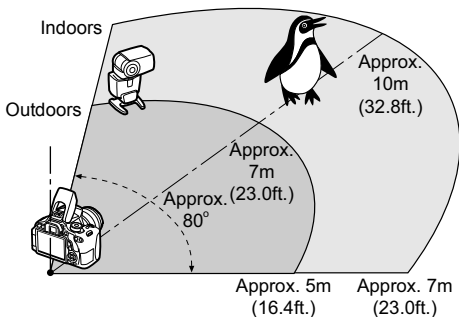 Indoors
Outdoors
Approx.
10m
(32.8ft.)
Approx.
7m
(23.0ft.)
Approx.
80°
Approx. 5m
(16.4ft.)
Approx. 7m
(23.0ft.)